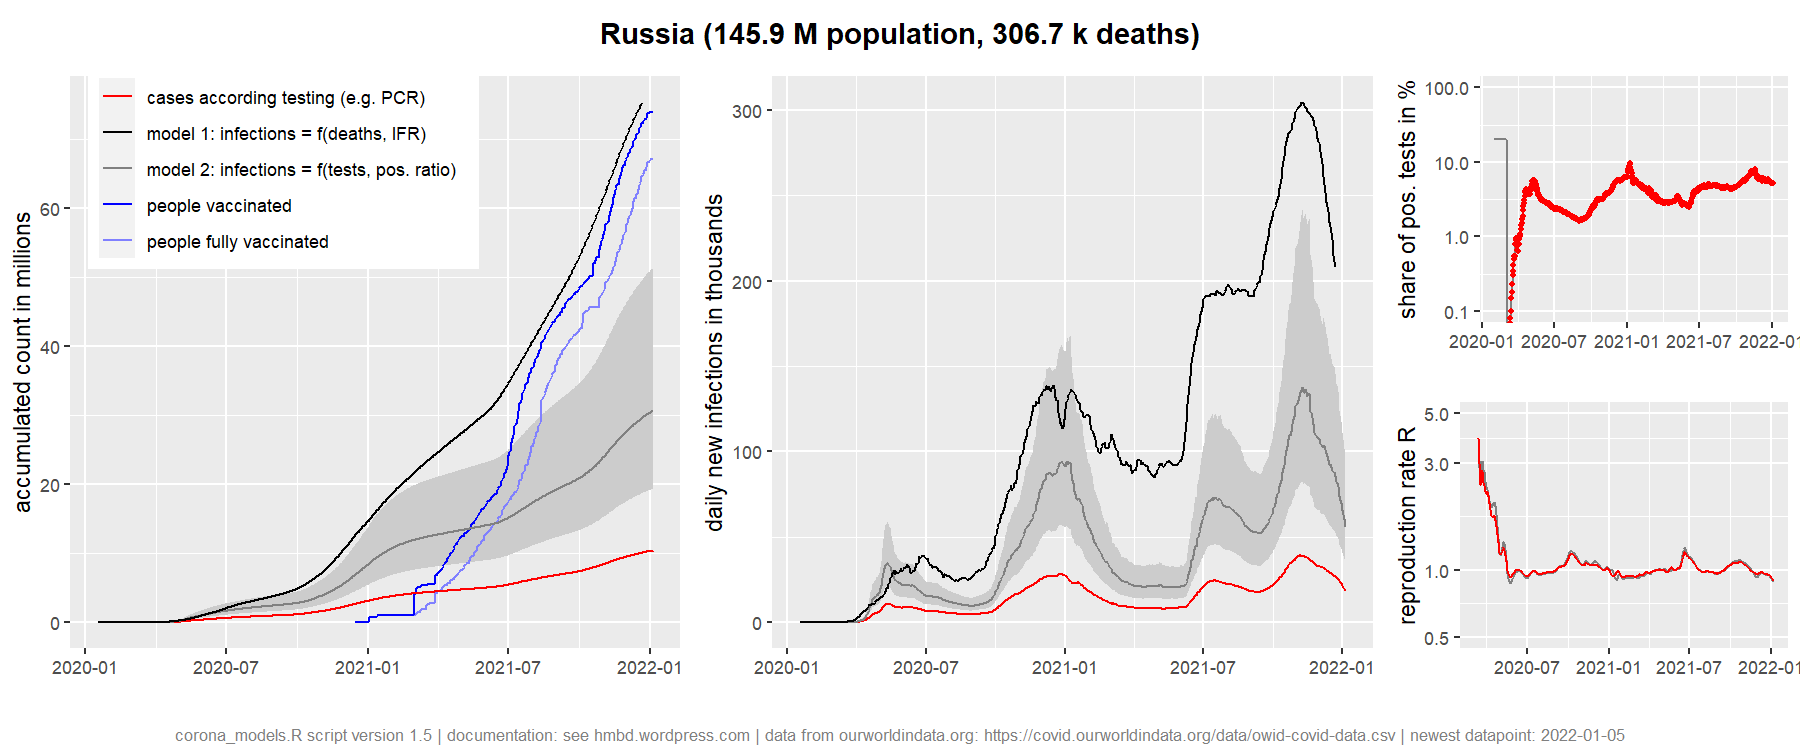 Russia (145.9 M population, 306.7 k deaths)
cases according testing (e.g. PCR)
model 1: infections = f(deaths, IFR)
model 2: infections = f(tests, pos. ratio)
people vaccinated
people fully vaccinated
accumulated count in millions
60
40
20
0
2020-01 2020-07 2021-01 2021-07 2022-01
daily new infections in thousands
300
200
100
0
2020-01 2020-07 2021-01 2021-07 2022-01
share of pos. tests in %
100.0
10.0
1.0
0.1
2020-01 2020-07 2021-01 2021-07 2022-01
reproduction rate R
5.0
3.0
1.0
0.5
2020-07 2021-01 2021-07 2022-01
corona_models.R script version 1.5 | documentation: see hmbd.wordpress.com | data from ourworldindata.org: https://covid.ourworldindata.org/data/owid-covid-data.csv | newest datapoint: 2022-01-05